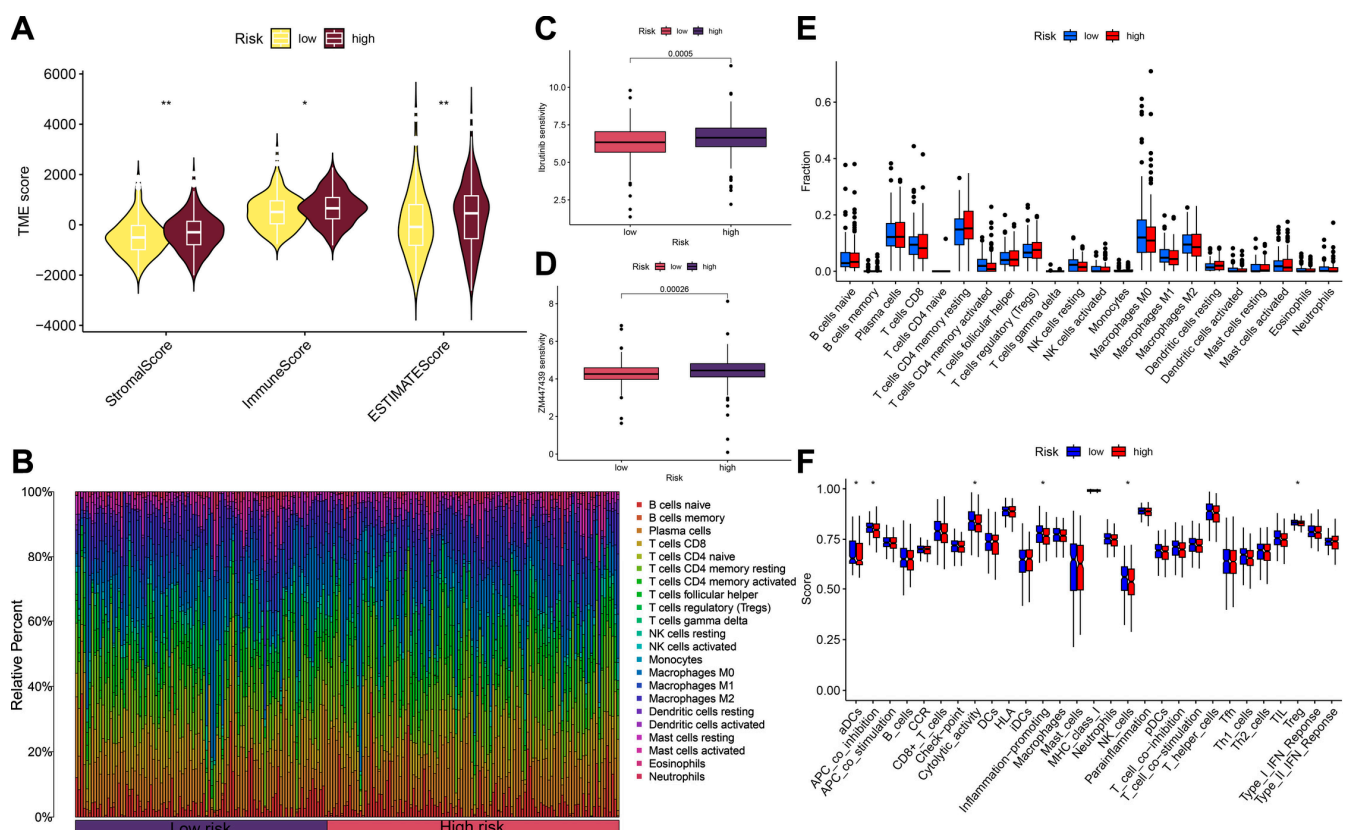 A
Risk low high
6000
4000
2000
0
−2000
−4000
TME score
** * **
StromalScore
ImmuneScore
ESTIMATEScore
B
100%
80%
60%
40%
20%
0%
Relative Percent
Low risk
High risk
B cells naive
B cells memory
Plasma cells
T cells CD8
T cells CD4 naive
T cells CD4 memory resting
T cells CD4 memory activated
T cells follicular helper
T cells regulatory (Tregs)
T cells gamma delta
NK cells resting
NK cells activated
Monocytes
Macrophages M0
Macrophages M1
Macrophages M2
Dendritic cells resting
Dendritic cells activated
Mast cells resting
Mast cells activated
Eosinophils
Neutrophils
C
Risk low high
0.0005
10.0
7.5
5.0
2.5
Ibrutinib senstivity
low high
Risk
D
Risk low high
0.00026
8
6
4
2
0
ZM447439 senstivity
low high
Risk
E
Risk low high
0.6
0.4
0.2
0.0
Fraction
B cells naive
B cells memory
Plasma cells
T cells CD8
T cells CD4 naive
T cells CD4 memory resting
T cells CD4 memory activated
T cells follicular helper
T cells regulatory (Tregs)
T cells gamma delta
NK cells resting
NK cells activated
Monocytes
Macrophages M0
Macrophages M1
Macrophages M2
Dendritic cells resting
Dendritic cells activated
Mast cells resting
Mast cells activated
Eosinophils
Neutrophils
F
Risk low high
* * * * * *
1.00
0.75
0.50
0.25
0.00
Score
aDCs
APC_co_inhibition
APC_co_stimulation
B_cells
B_CCR
CD8+_T_cells
Check-point
Cytolytic_activity
DCs
HLA
iDCs
Inflammation-promoting
Macrophages
Mast_cells
MHC_class_I
Neutrophils
NK_cells
Parainflammation
pDCs
T_cell_co-inhibition
T_cell_co-stimulation
T_helper_cells
Tfh
Th1_cells
Th2_cells
TIL
Treg
Type_I_IFN_Reponse
Type_II_IFN_Reponse